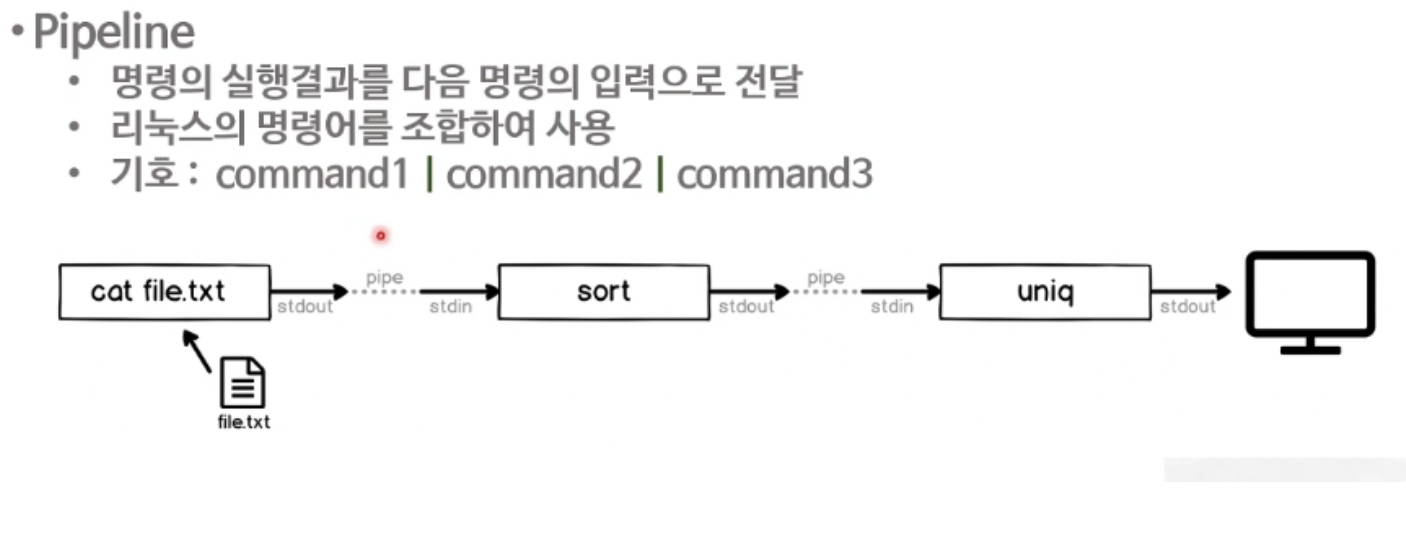 • Pipeline
• 명령의 실행결과를 다음 명령의 입력으로 전달
• 리눅스의 명령어를 조합하여 사용
• 기호 : command1 | command2 | command3
cat file.txt
stdout
pipe
stdin
sort
stdout
pipe
stdin
uniq
stdout
file.txt